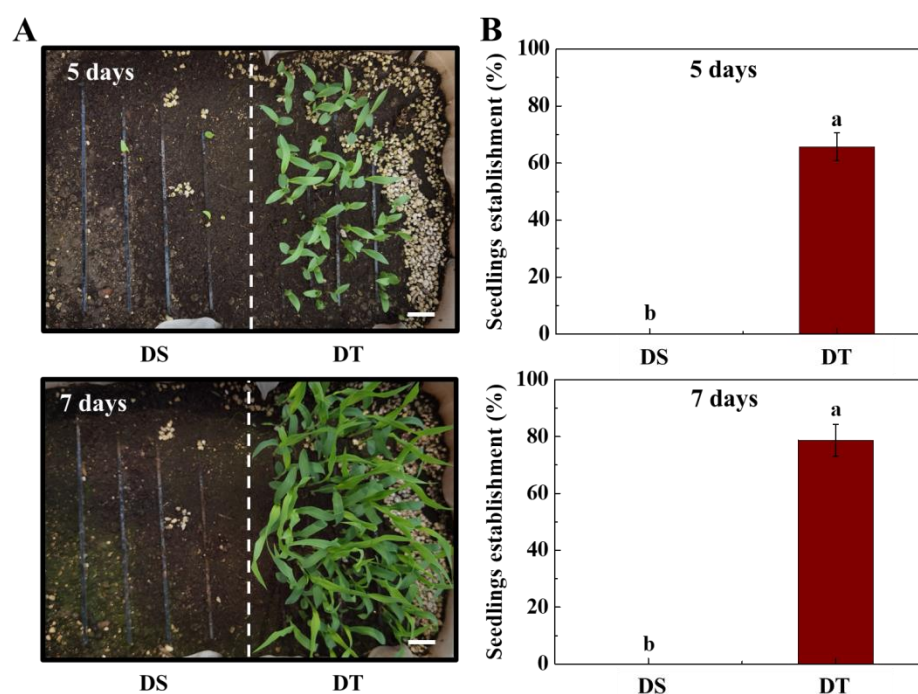 A
5 days
DS DT
7 days
DS DT
B
100
80
60
40
20
0
Seedlings establishment (%)
5 days
a
b
DS DT
100
80
60
40
20
0
Seedlings establishment (%)
7 days
a
b
DS DT